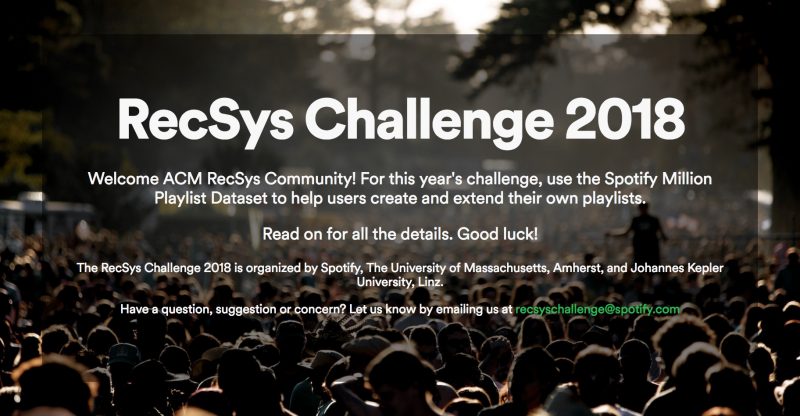 RecSys Challenge 2018
Welcome ACM RecSys Community! For this year's challenge, use the Spotify Million
Playlist Dataset to help users create and extend their own playlists.
Read on for all the details. Good luck!
The RecSys Challenge 2018 is organized by Spotify, The University of Massachusetts, Amherst, and Johannes Kepler
University, Linz.
Have a question, suggestion or concern? Let us know by emailing us at recsyschallenge@spotify.com